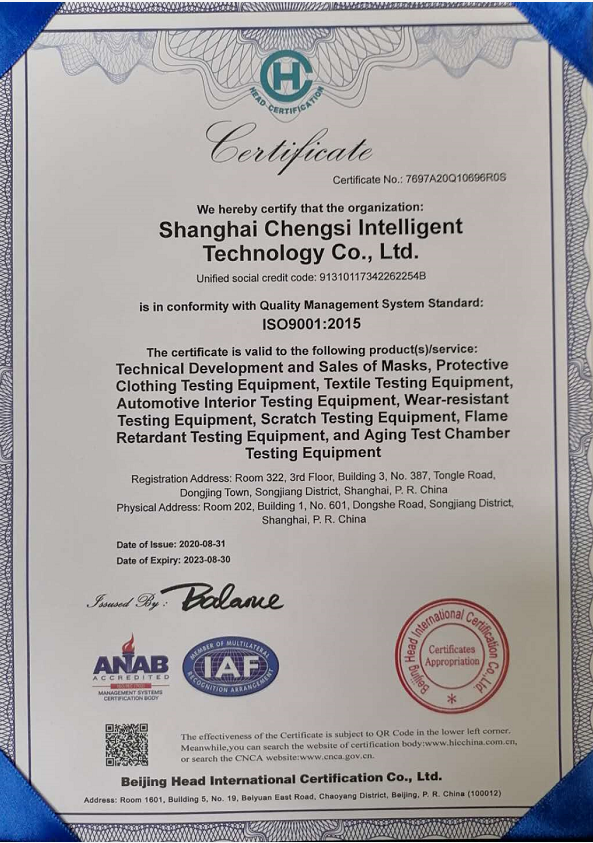 HC
HEAD CERTIFICATION
Certificate
Certificate No.: 7697A20Q10696R0S
We hereby certify that the organization:
Shanghai Chengsi Intelligent
Technology Co., Ltd.
Unified social credit code: 91310117342262254B
is in conformity with Quality Management System Standard:
ISO9001:2015
The certificate is valid to the following product(s)/service:
Technical Development and Sales of Masks, Protective
Clothing Testing Equipment, Textile Testing Equipment,
Automotive Interior Testing Equipment, Wear-resistant
Testing Equipment, Scratch Testing Equipment, Flame
Retardant Testing Equipment, and Aging Test Chamber
Testing Equipment
Registration Address: Room 322, 3rd Floor, Building 3, No. 387, Tongle Road,
Dongjing Town, Songjiang District, Shanghai, P. R. China
Physical Address: Room 202, Building 1, No. 601, Dongshe Road, Songjiang District,
Shanghai, P. R. China
Date of Issue: 2020-08-31
Date of Expiry: 2023-08-30
Issused By: Balance
ANAB
ACCREDITED
MANAGEMENT SYSTEMS
CERTIFICATION BODY
MEMBER OF MULTILATERAL
IAF
RECOGNITION ARRANGEMENT
Beijing Head International Certification Co., Ltd.
Certificates
Appropriation
The effectiveness of the Certificate is subject to QR Code in the lower left corner.
Meanwhile,you can search the website of certification body:www.hicchina.com.cn,
or search the CNCA website:www.cnca.gov.cn.
Beijing Head International Certification Co., Ltd.
Address: Room 1601, Building 5, No. 19, Beiyuan East Road, Chaoyang District, Beijing, P. R. China (100012)